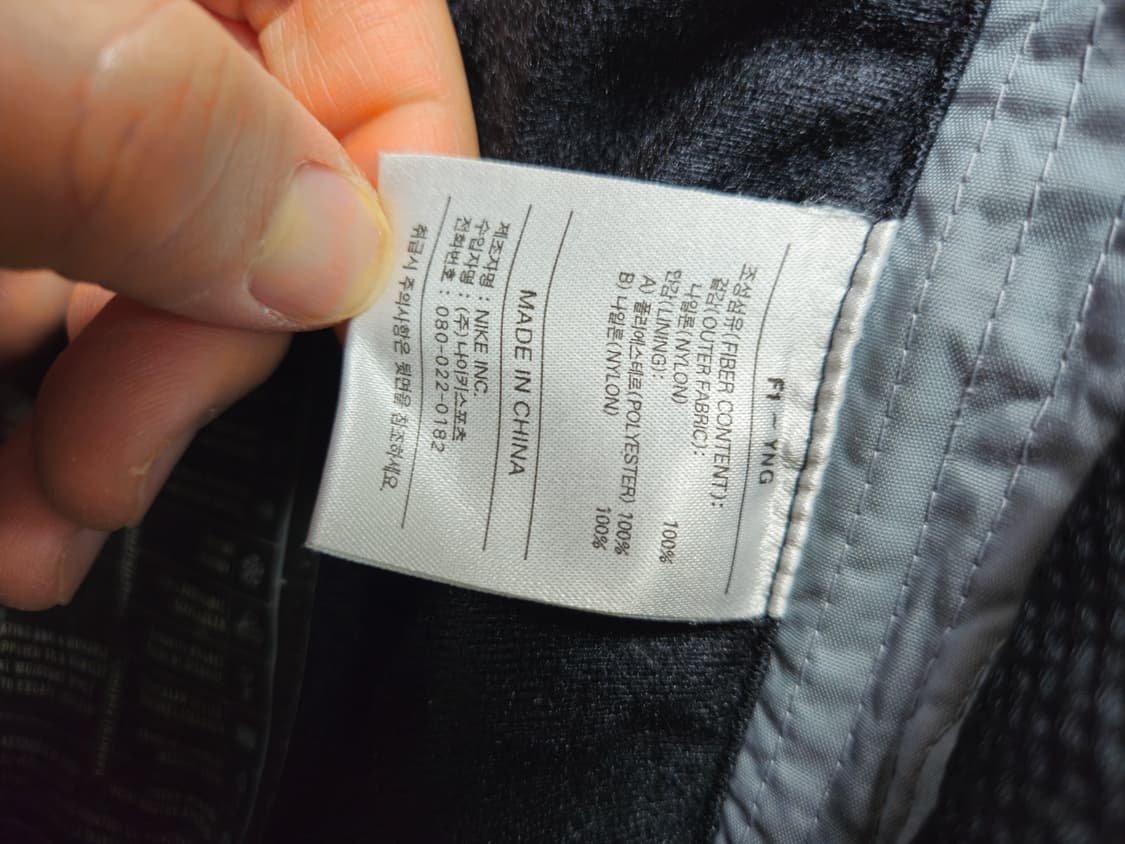 F1 - YNG
조성섬유(FIBER CONTENT):
겉감(OUTER FABRIC):
나일론(NYLON) 100%
안감(LINING):
A) 폴리에스테르(POLYESTER) 100%
B) 나일론(NYLON) 100%
MADE IN CHINA
제조자명 : NIKE INC.
수입자명 : (주)나이키스포츠
전화번호 : 080-022-0182
취급시 주의사항은 뒷면을 참조하세요.